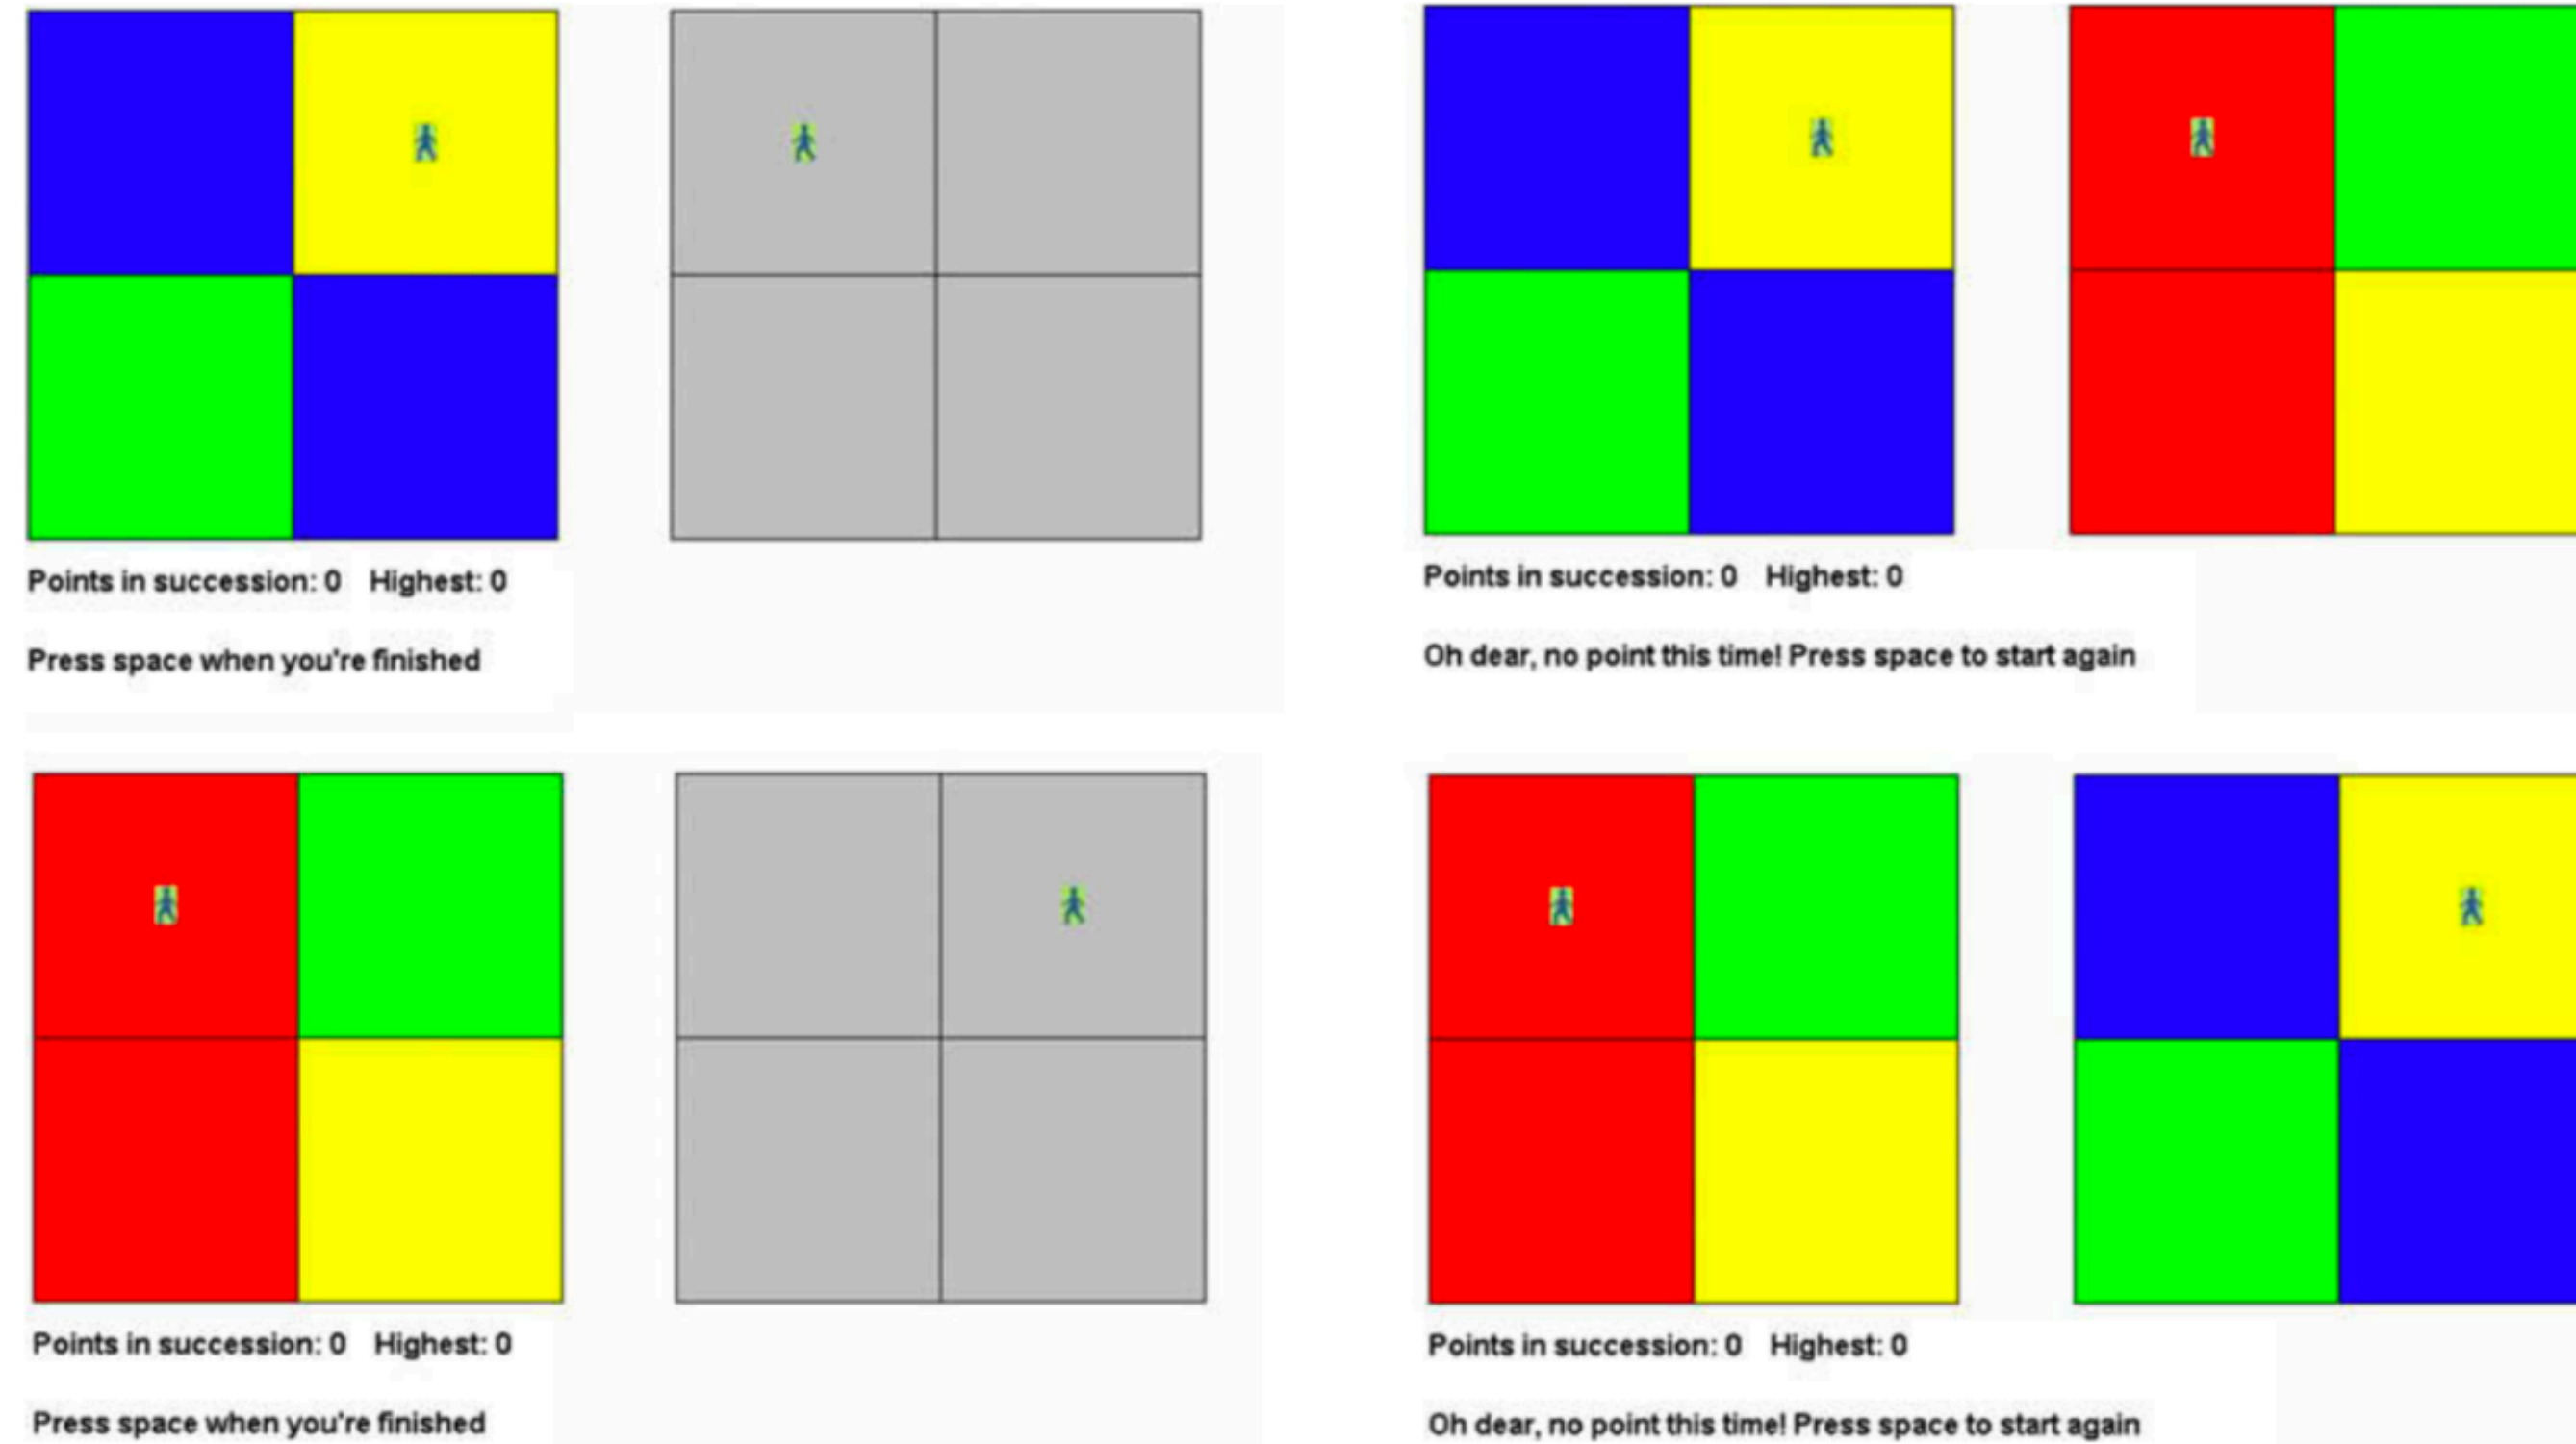 Points in succession: 0 Highest: 0
Press space when you're finished
Points in succession: 0 Highest: 0
Oh dear, no point this time! Press space to start again
Points in succession: 0 Highest: 0
Press space when you're finished
Points in succession: 0 Highest: 0
Oh dear, no point this time! Press space to start again